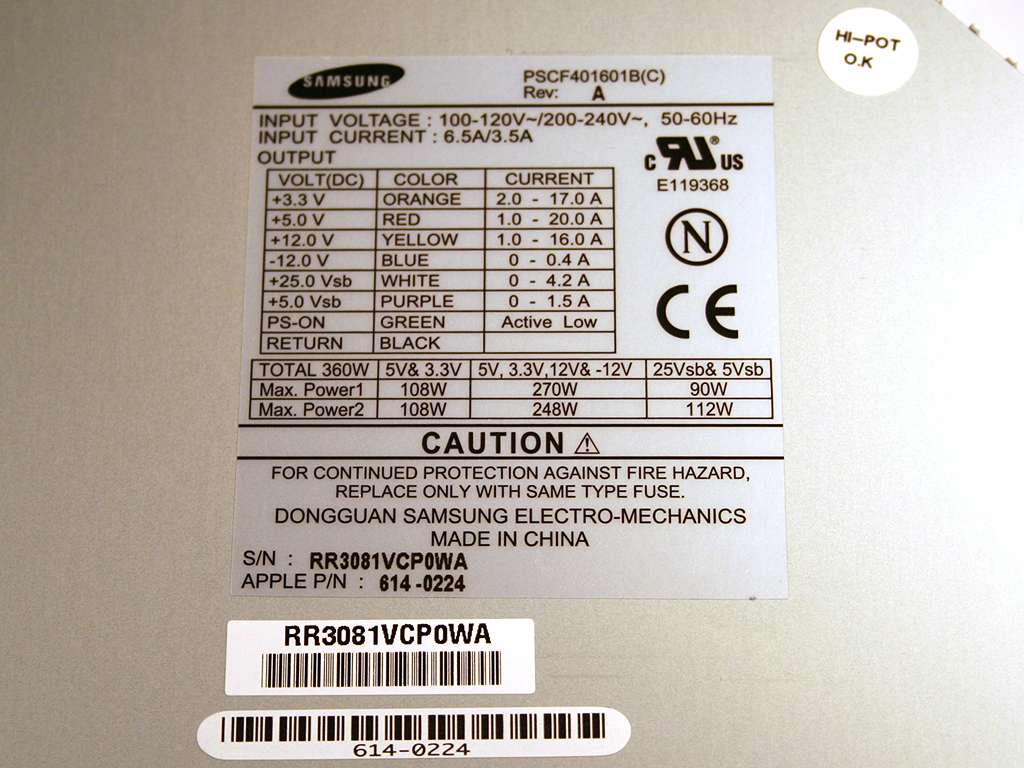 HI-POT
O.K
SAMSUNG
PSCF401601B(C)
Rev: A
INPUT VOLTAGE : 100-120V~/200-240V~, 50-60Hz
INPUT CURRENT : 6.5A/3.5A
OUTPUT
c RU ® US
E119368
N
CE
VOLT(DC) COLOR CURRENT
+3.3 V ORANGE 2.0 - 17.0 A
+5.0 V RED 1.0 - 20.0 A
+12.0 V YELLOW 1.0 - 16.0 A
-12.0 V BLUE 0 - 0.4 A
+25.0 Vsb WHITE 0 - 4.2 A
+5.0 Vsb PURPLE 0 - 1.5 A
PS-ON GREEN Active Low
RETURN BLACK
TOTAL 360W 5V& 3.3V 5V, 3.3V,12V& -12V 25Vsb& 5Vsb
Max. Power1 108W 270W 90W
Max. Power2 108W 248W 112W
CAUTION
FOR CONTINUED PROTECTION AGAINST FIRE HAZARD,
REPLACE ONLY WITH SAME TYPE FUSE.
DONGGUAN SAMSUNG ELECTRO-MECHANICS
MADE IN CHINA
S/N : RR3081VCP0WA
APPLE P/N : 614-0224
RR3081VCP0WA
614-0224